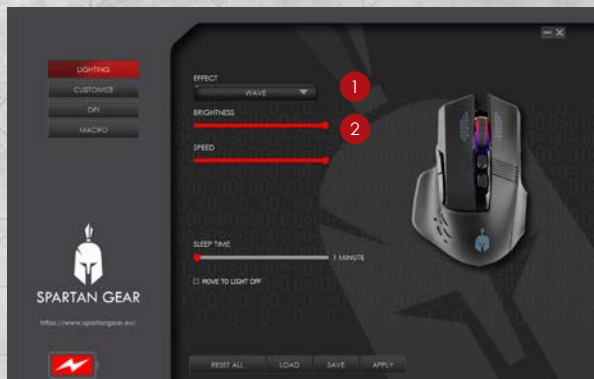 LIGHTING
CUSTOMIZE
DPI
MACRO
SPARTAN GEAR
https://www.spartangear.eu/
EFFECT
WAVE
1
BRIGHTNESS
2
SPEED
SLEEP TIME
1 MINUTE
MOVE TO LIGHT OFF
RESET ALL
LOAD
SAVE
APPLY